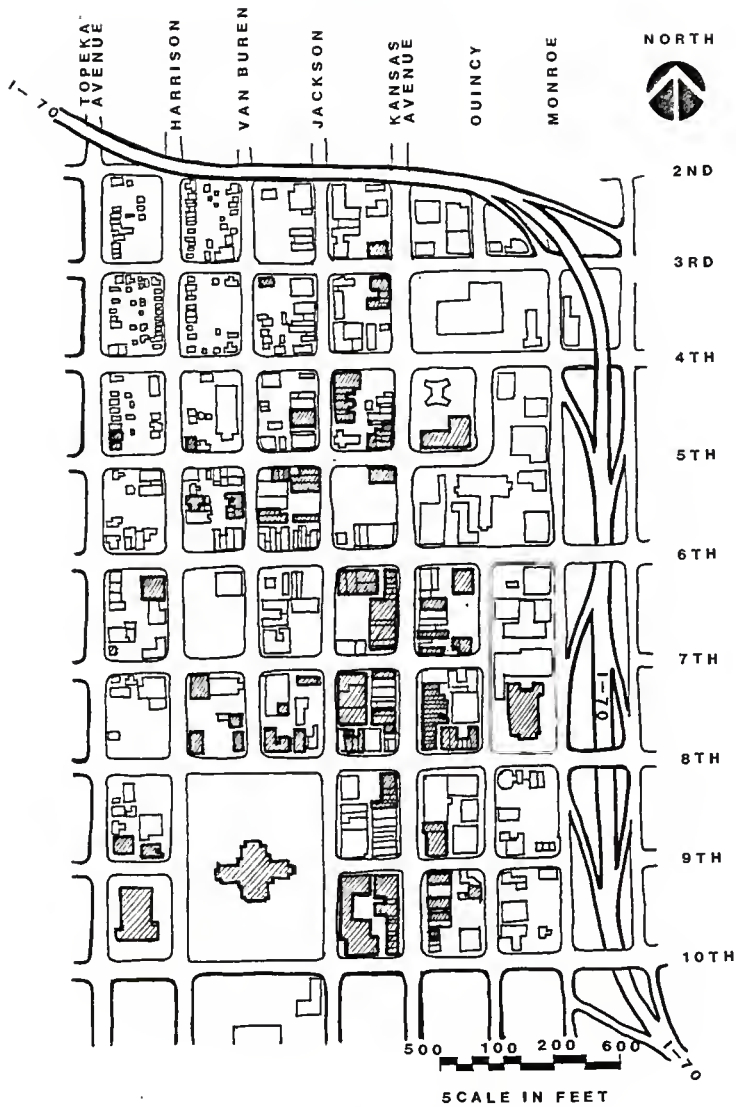 TOPEKA
AVENUE
HARRISON
VAN BUREN
JACKSON
KANSAS
AVENUE
QUINCY
MONROE
NORTH
I-70
2ND
3RD
4TH
5TH
6TH
7TH
I-70
8TH
9TH
10TH
500 100 200 600
I-70
SCALE IN FEET